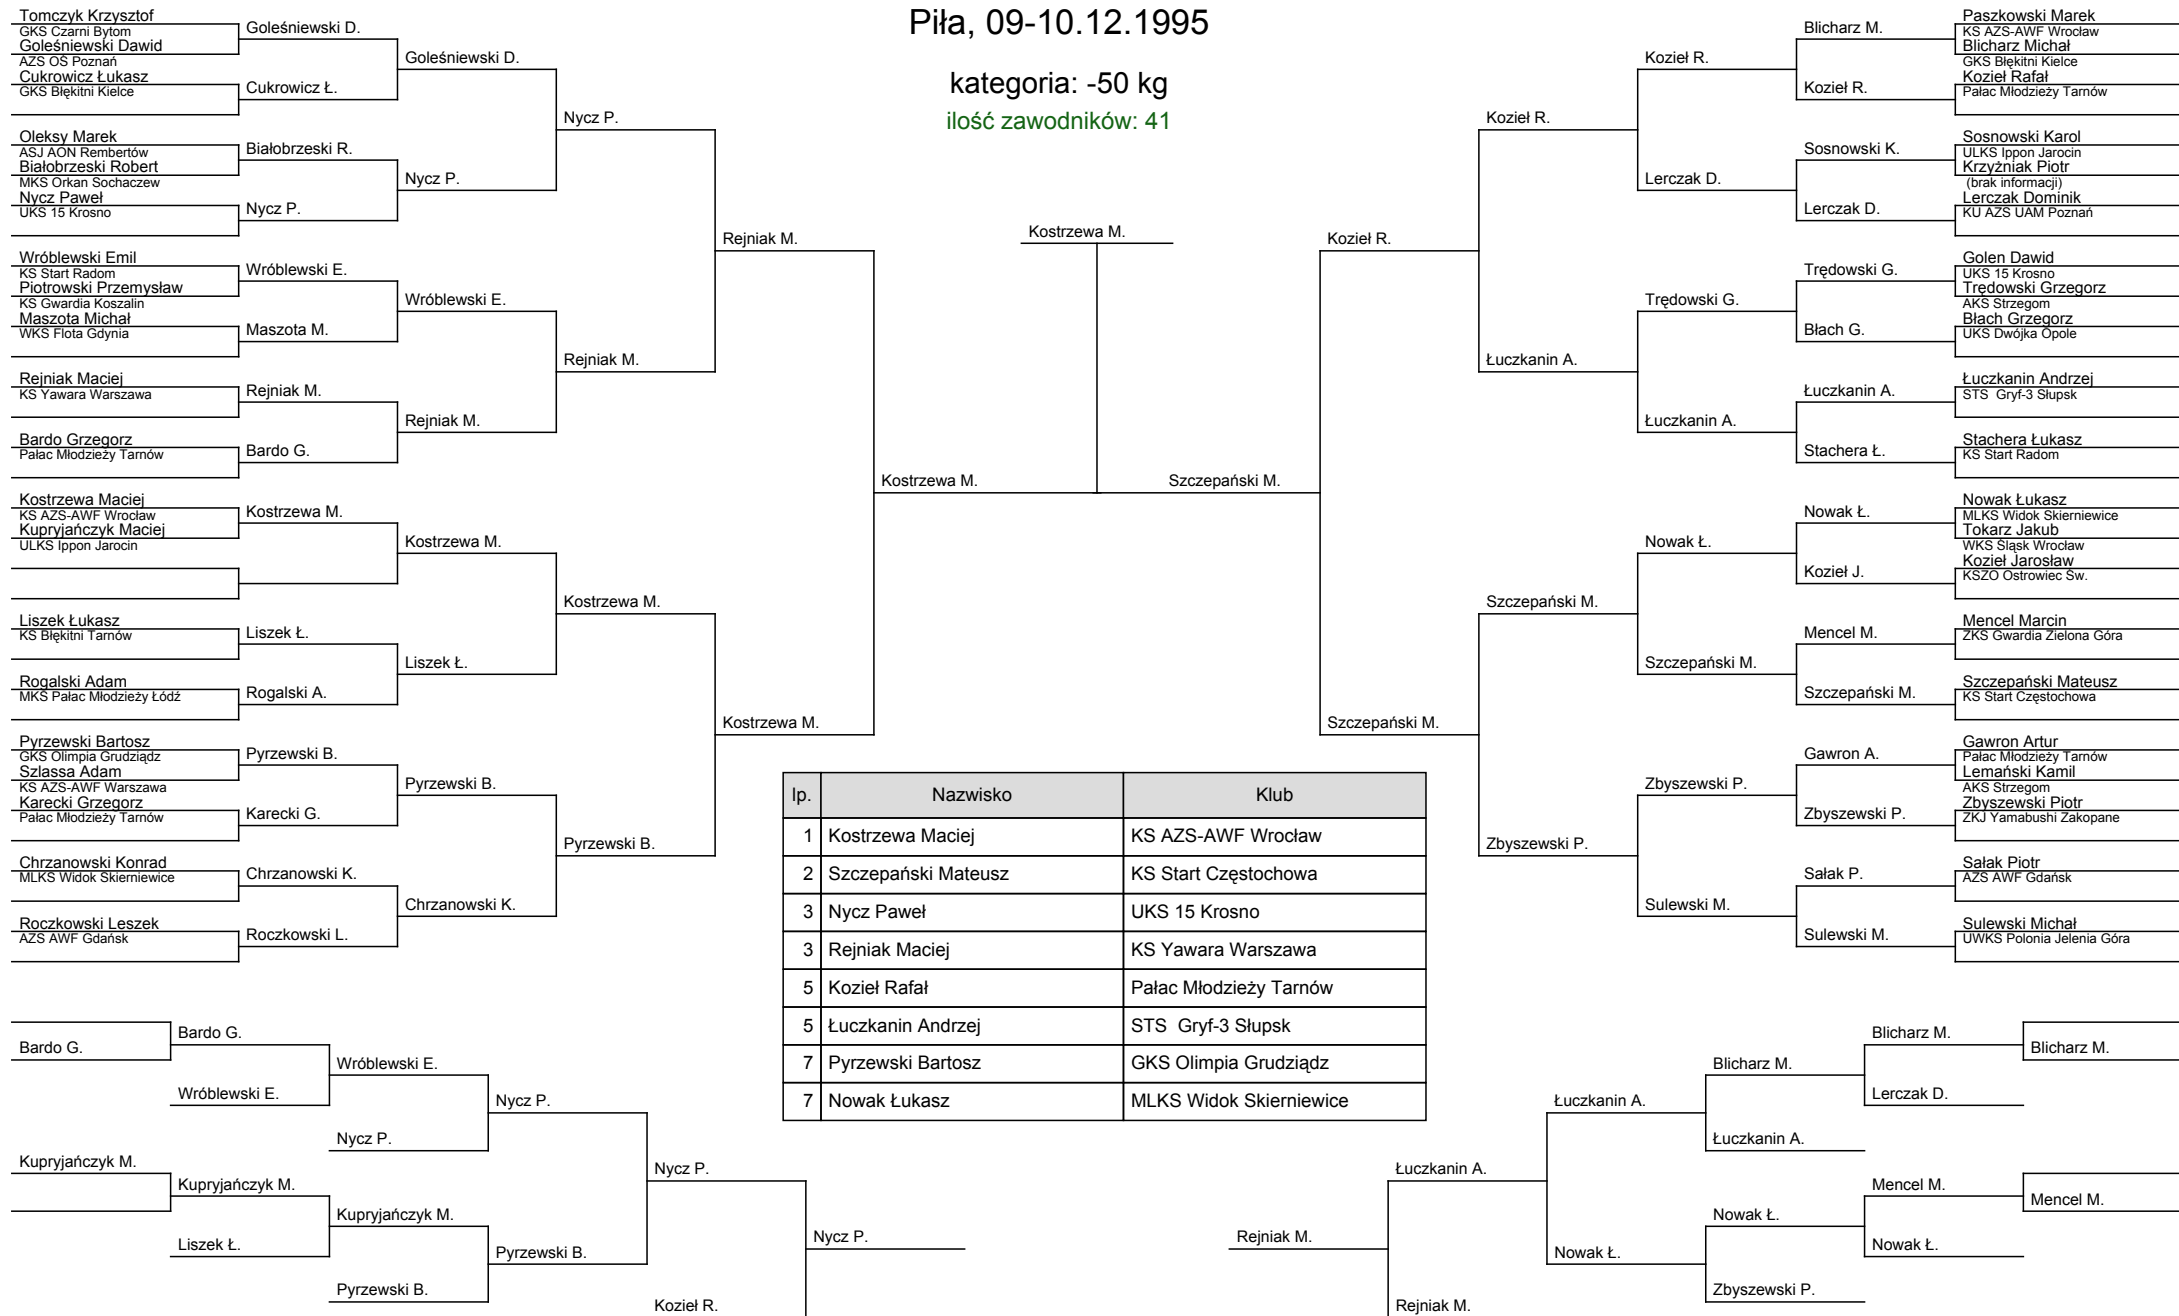 Piła, 09-10.12.1995
kategoria: -50 kg
ilość zawodników: 41
Tomczyk Krzysztof
GKS Czarni Bytom
Goleśniewski Dawid
AZS OŚ Poznań
Cukrowicz Łukasz
GKS Błękitni Kielce
Oleksy Marek
ASJ AON Rembertów
Białobrzeski Robert
MKS Orkan Sochaczew
Nycz Paweł
UKS 15 Krosno
Wróblewski Emil
KS Start Radom
Piotrowski Przemysław
KS Gwardia Koszalin
Maszota Michał
WKS Flota Gdynia
Rejniak Maciej
KS Yawara Warszawa
Bardo Grzegorz
Pałac Młodzieży Tarnów
Kostrzewa Maciej
KS AZS-AWF Wrocław
Kupryjańczyk Maciej
ULKS Ippon Jarocin
Liszek Łukasz
KS Błękitni Tarnów
Rogalski Adam
MKS Pałac Młodzieży Łódź
Pyrzewski Bartosz
GKS Olimpia Grudziądz
Szlassa Adam
KS AZS-AWF Warszawa
Karecki Grzegorz
Pałac Młodzieży Tarnów
Chrzanowski Konrad
MLKS Widok Skierniewice
Roczkowski Leszek
AZS AWF Gdańsk
Goleśniewski D.
Cukrowicz Ł.
Białobrzeski R.
Nycz P.
Wróblewski E.
Maszota M.
Rejniak M.
Bardo G.
Kostrzewa M.
Liszek Ł.
Rogalski A.
Pyrzewski B.
Karecki G.
Chrzanowski K.
Roczkowski L.
Goleśniewski D.
Nycz P.
Wróblewski E.
Rejniak M.
Kostrzewa M.
Liszek Ł.
Pyrzewski B.
Chrzanowski K.
Nycz P.
Rejniak M.
Kostrzewa M.
Pyrzewski B.
Rejniak M.
Kostrzewa M.
Kostrzewa M.
Kostrzewa M.
Szczepański M.
Kozieł R.
Szczepański M.
Kozieł R.
Łuczkanin A.
Szczepański M.
Zbyszewski P.
Kozieł R.
Lerczak D.
Trędowski G.
Łuczkanin A.
Nowak Ł.
Szczepański M.
Zbyszewski P.
Sulewski M.
Blicharz M.
Kozieł R.
Sosnowski K.
Lerczak D.
Trędowski G.
Błach G.
Łuczkanin A.
Stachera Ł.
Nowak Ł.
Kozieł J.
Mencel M.
Szczepański M.
Gawron A.
Zbyszewski P.
Sałak P.
Sulewski M.
Paszkowski Marek
KS AZS-AWF Wrocław
Blicharz Michał
GKS Błękitni Kielce
Kozieł Rafał
Pałac Młodzieży Tarnów
Sosnowski Karol
ULKS Ippon Jarocin
Krzyżniak Piotr
(brak informacji)
Lerczak Dominik
KU AZS UAM Poznań
Golen Dawid
UKS 15 Krosno
Trędowski Grzegorz
AKS Strzegom
Błach Grzegorz
UKS Dwójka Opole
Łuczkanin Andrzej
STS Gryf-3 Słupsk
Stachera Łukasz
KS Start Radom
Nowak Łukasz
MLKS Widok Skierniewice
Tokarz Jakub
WKS Śląsk Wrocław
Kozieł Jarosław
KSZO Ostrowiec Św.
Mencel Marcin
ZKS Gwardia Zielona Góra
Szczepański Mateusz
KS Start Częstochowa
Gawron Artur
Pałac Młodzieży Tarnów
Lemański Kamil
AKS Strzegom
Zbyszewski Piotr
ZKJ Yamabushi Zakopane
Sałak Piotr
AZS AWF Gdańsk
Sulewski Michał
UWKS Polonia Jelenia Góra
lp. Nazwisko Klub
1 Kostrzewa Maciej KS AZS-AWF Wrocław
2 Szczepański Mateusz KS Start Częstochowa
3 Nycz Paweł UKS 15 Krosno
3 Rejniak Maciej KS Yawara Warszawa
5 Kozieł Rafał Pałac Młodzieży Tarnów
5 Łuczkanin Andrzej STS Gryf-3 Słupsk
7 Pyrzewski Bartosz GKS Olimpia Grudziądz
7 Nowak Łukasz MLKS Widok Skierniewice
Bardo G.
Kupryjańczyk M.
Bardo G.
Wróblewski E.
Kupryjańczyk M.
Liszek Ł.
Wróblewski E.
Nycz P.
Kupryjańczyk M.
Pyrzewski B.
Nycz P.
Pyrzewski B.
Nycz P.
Kozieł R.
Nycz P.
Rejniak M.
Łuczkanin A.
Rejniak M.
Łuczkanin A.
Nowak Ł.
Blicharz M.
Łuczkanin A.
Nowak Ł.
Zbyszewski P.
Blicharz M.
Lerczak D.
Mencel M.
Nowak Ł.
Blicharz M.
Mencel M.